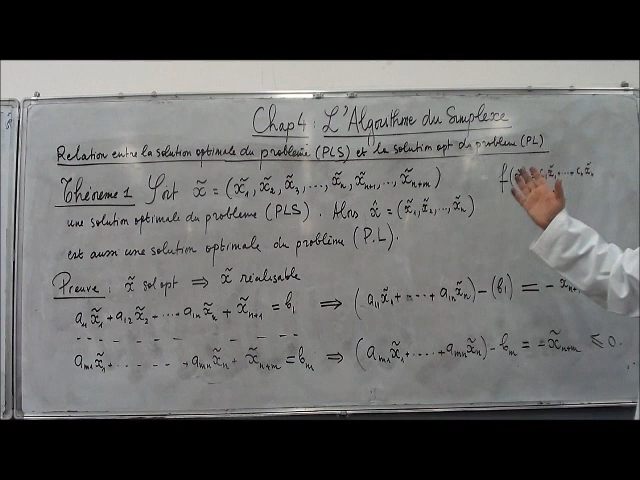 Chap4 : L'Algorithme du Simplexe
Relation entre la solution optimale du problème (PLS) et la solution opt du problem (PL)
Théorème 1 Soit x̃ = (x̃₁, x̃₂, x̃₃, ..., x̃ₙ, x̃ₙ₊₁, ..., x̃ₙ₊ₘ)
une solution optimale du problème (PLS). Alors x̂ = (x̃₁, x̃₂, ..., x̃ₙ)
est aussi une solution optimale du problème (P.L).
Preuve : x̃ sol opt ⇒ x̃ réalisable
a₁₁x̃₁ + a₁₂x̃₂ + ... + a₁ₙx̃ₙ + x̃ₙ₊₁ = b₁ ⇒ (a₁₁x̃₁ + ... + a₁ₙx̃ₙ) - (b₁) = -
aₘ₁x̃₁ + ... + aₘₙx̃ₙ + x̃ₙ₊ₘ = bₘ ⇒ (aₘ₁x̃₁ + .... + aₘₙx̃ₙ) - bₘ = -x̃ₙ₊ₘ ≤ 0.